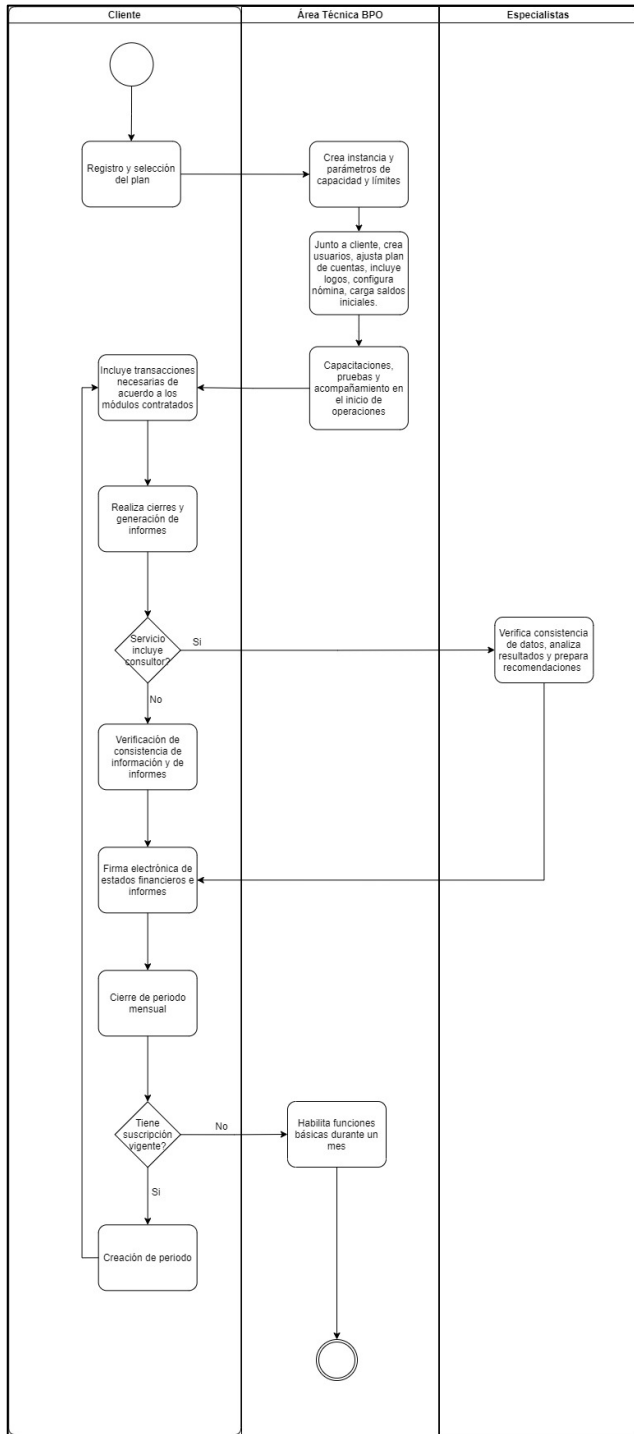 Cliente
Área Técnica BPO
Especialistas
Registro y selección
del plan
Crea instancia y
parámetros de
capacidad y límites
Junto a cliente, crea
usuarios, ajusta plan
de cuentas, incluye
logos, configura
nómina, carga saldos
iniciales.
Capacitaciones,
pruebas y
acompañamiento en
el inicio de
operaciones
Incluye transacciones
necesarias de
acuerdo a los
módulos contratados
Realiza cierres y
generación de
informes
Servicio
incluye
consultor?
Si
Verifica consistencia
de datos, analiza
resultados y prepara
recomendaciones
No
Verificación de
consistencia de
información y de
informes
Firma electrónica de
estados financieros e
informes
Cierre de periodo
mensual
Tiene
suscripción
vigente?
No
Habilita funciones
básicas durante un
mes
Si
Creación de periodo